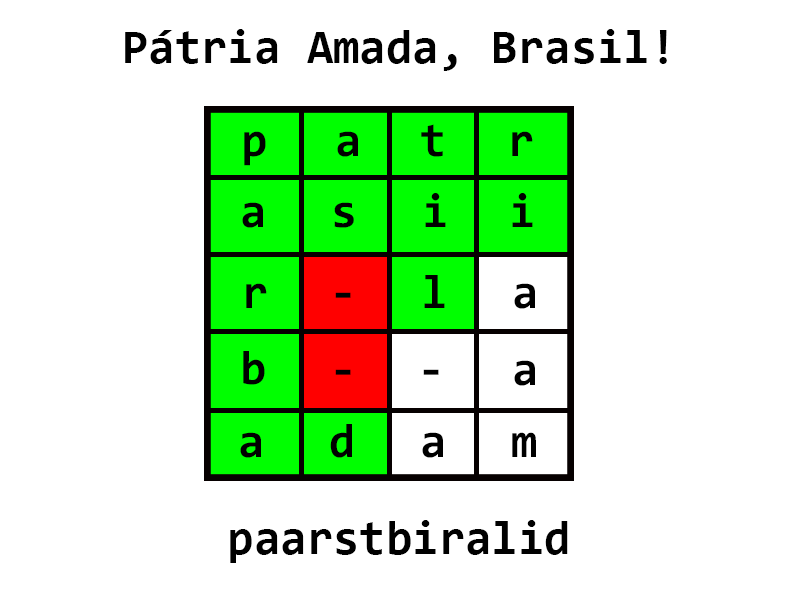 Pátria Amada, Brasil!
p a t r
a s i i
r - l a
b - - a
a d a m
paarstbiralid